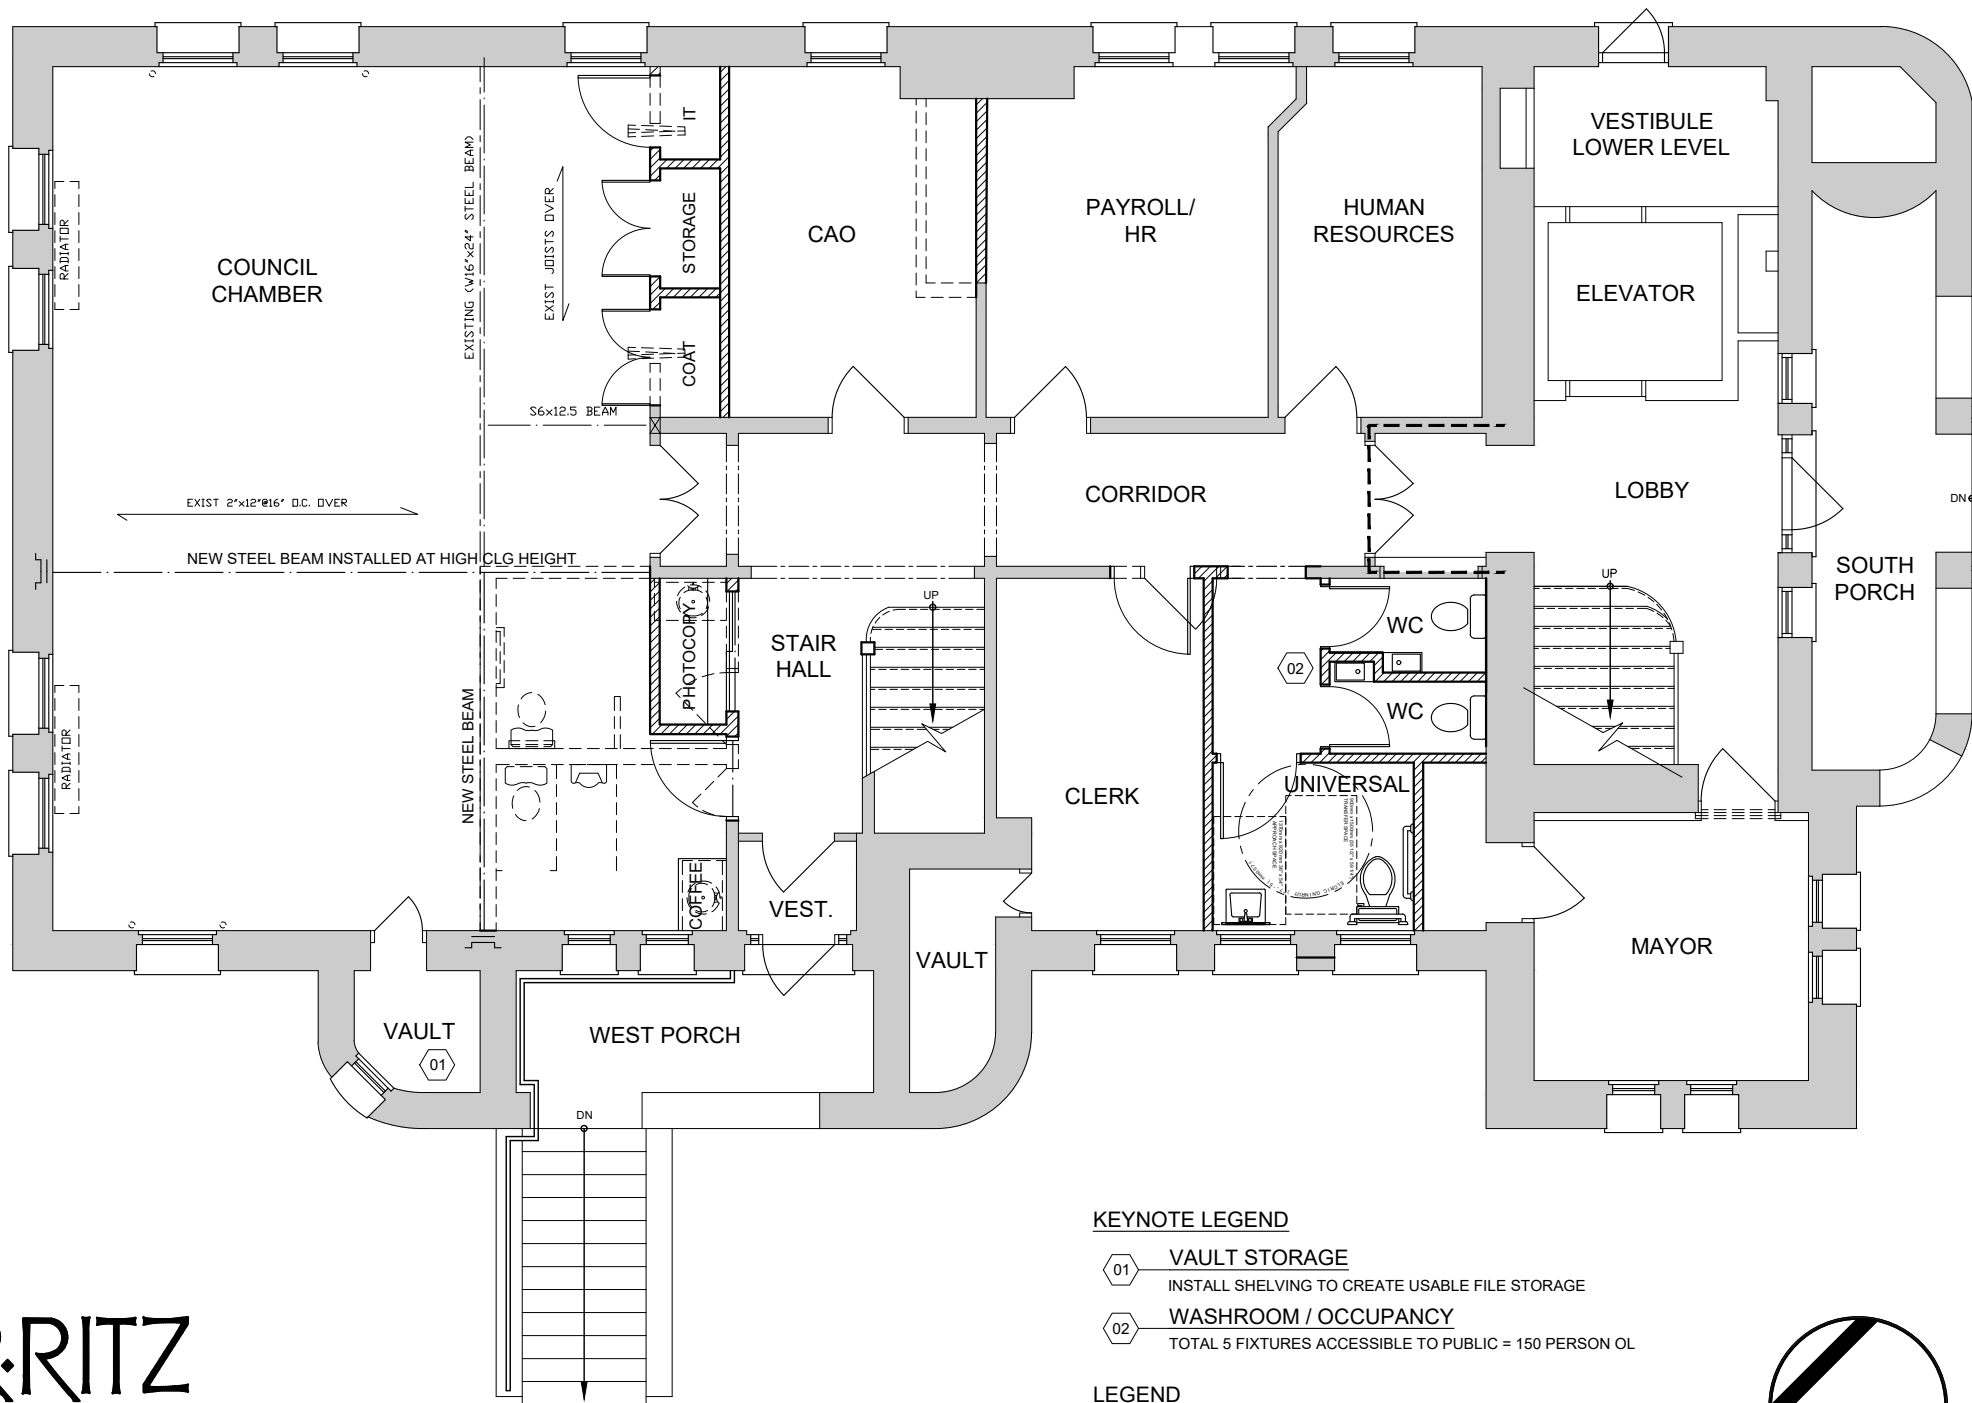 IT
EXISTING (W16"x24" STEEL BEAM)
EXIST JOISTS OVER
STORAGE
COAT
RADIATOR
COUNCIL
CHAMBER
CAO
PAYROLL/
HR
HUMAN
RESOURCES
VESTIBULE
LOWER LEVEL
ELEVATOR
S6x12.5 BEAM
EXIST 2"x12"@16" O.C. OVER
CORRIDOR
LOBBY
DN
NEW STEEL BEAM INSTALLED AT HIGH CLG HEIGHT
SOUTH
PORCH
UP
UP
PHOTOCOPY
STAIR
HALL
WC
02
WC
RADIATOR
NEW STEEL BEAM
CLERK
UNIVERSAL
COFFEE
VEST.
VAULT
MAYOR
VAULT
01
WEST PORCH
DN
KEYNOTE LEGEND
01
VAULT STORAGE
INSTALL SHELVING TO CREATE USABLE FILE STORAGE
02
WASHROOM / OCCUPANCY
TOTAL 5 FIXTURES ACCESSIBLE TO PUBLIC = 150 PERSON OL
LEGEND
RITZ